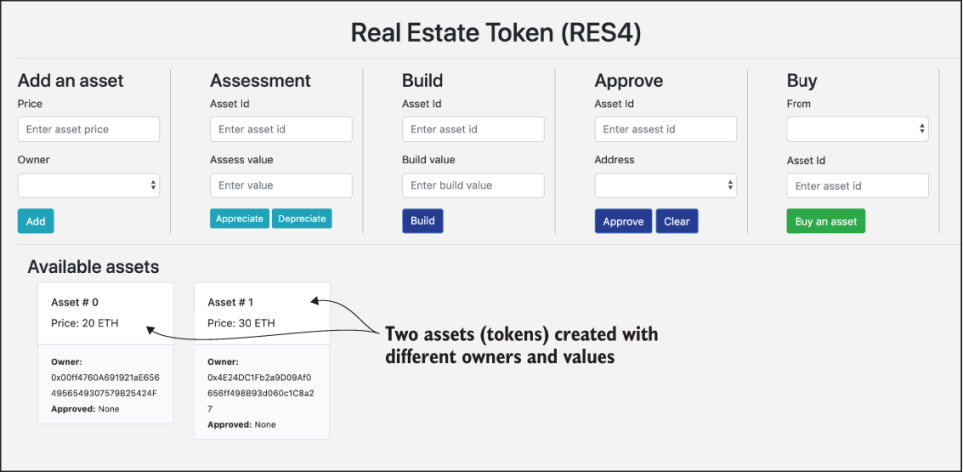 Real Estate Token (RES4)
Add an asset
Price
Enter asset price
Owner
Add
Assessment
Asset Id
Enter asset id
Assess value
Enter value
Appreciate
Depreciate
Build
Asset Id
Enter asset id
Build value
Enter build value
Build
Approve
Asset Id
Enter assest id
Address
Approve
Clear
Buy
From
Asset Id
Enter asset id
Buy an asset
Available assets
Asset # 0
Price: 20 ETH
Owner:
0x00ff4760A691921aE656
4956549307579B25424F
Approved: None
Asset # 1
Price: 30 ETH
Owner:
0x4E24DC1Fb2a9D09Af0
656ff498B93d060c1C8a2
7
Approved: None
Two assets (tokens) created with
different owners and values